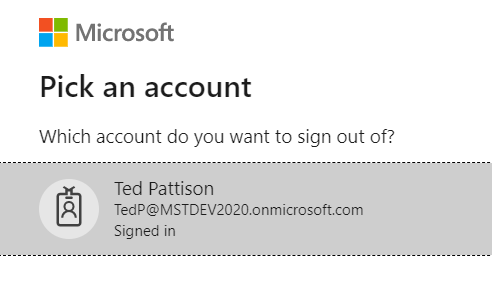 Microsoft
Pick an account
Which account do you want to sign out of?
Ted Pattison
TedP@MSTDEV2020.onmicrosoft.com
Signed in